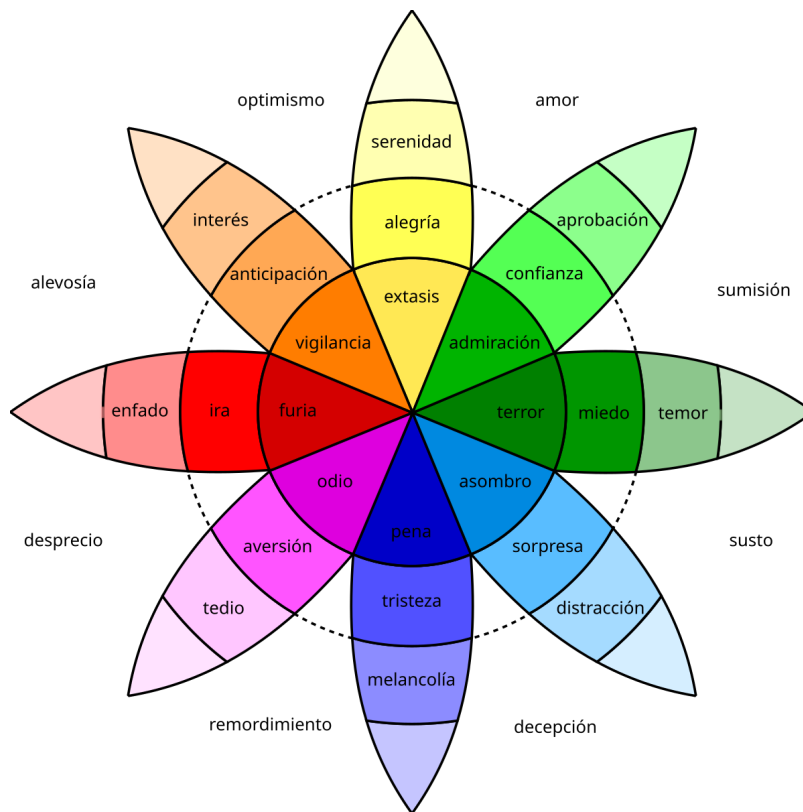 optimismo
amor
serenidad
interés
alegría
aprobación
anticipación
confianza
alevosía
extasis
sumisión
vigilancia
admiración
enfado
ira
furia
terror
miedo
temor
odio
asombro
desprecio
pena
susto
aversión
sorpresa
tedio
tristeza
distracción
melancolía
remordimiento
decepción